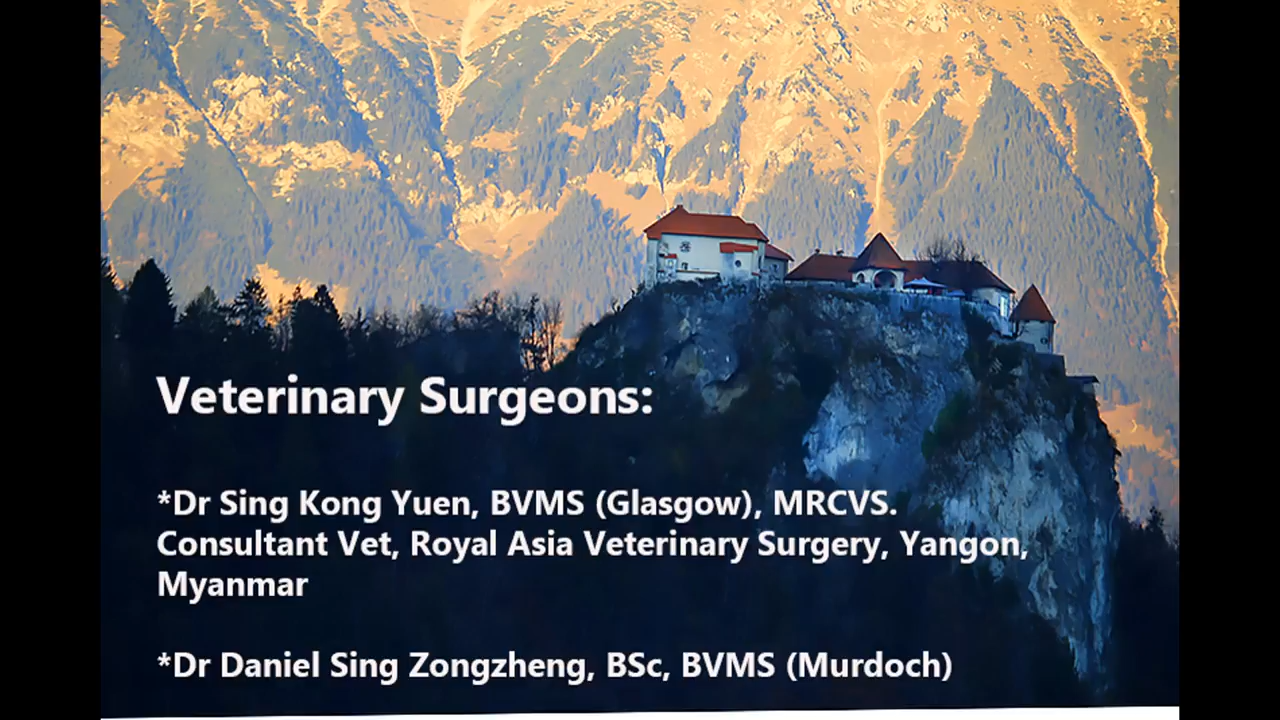 Veterinary Surgeons:
*Dr Sing Kong Yuen, BVMS (Glasgow), MRCVS.
Consultant Vet, Royal Asia Veterinary Surgery, Yangon,
Myanmar
*Dr Daniel Sing Zongzheng, BSc, BVMS (Murdoch)